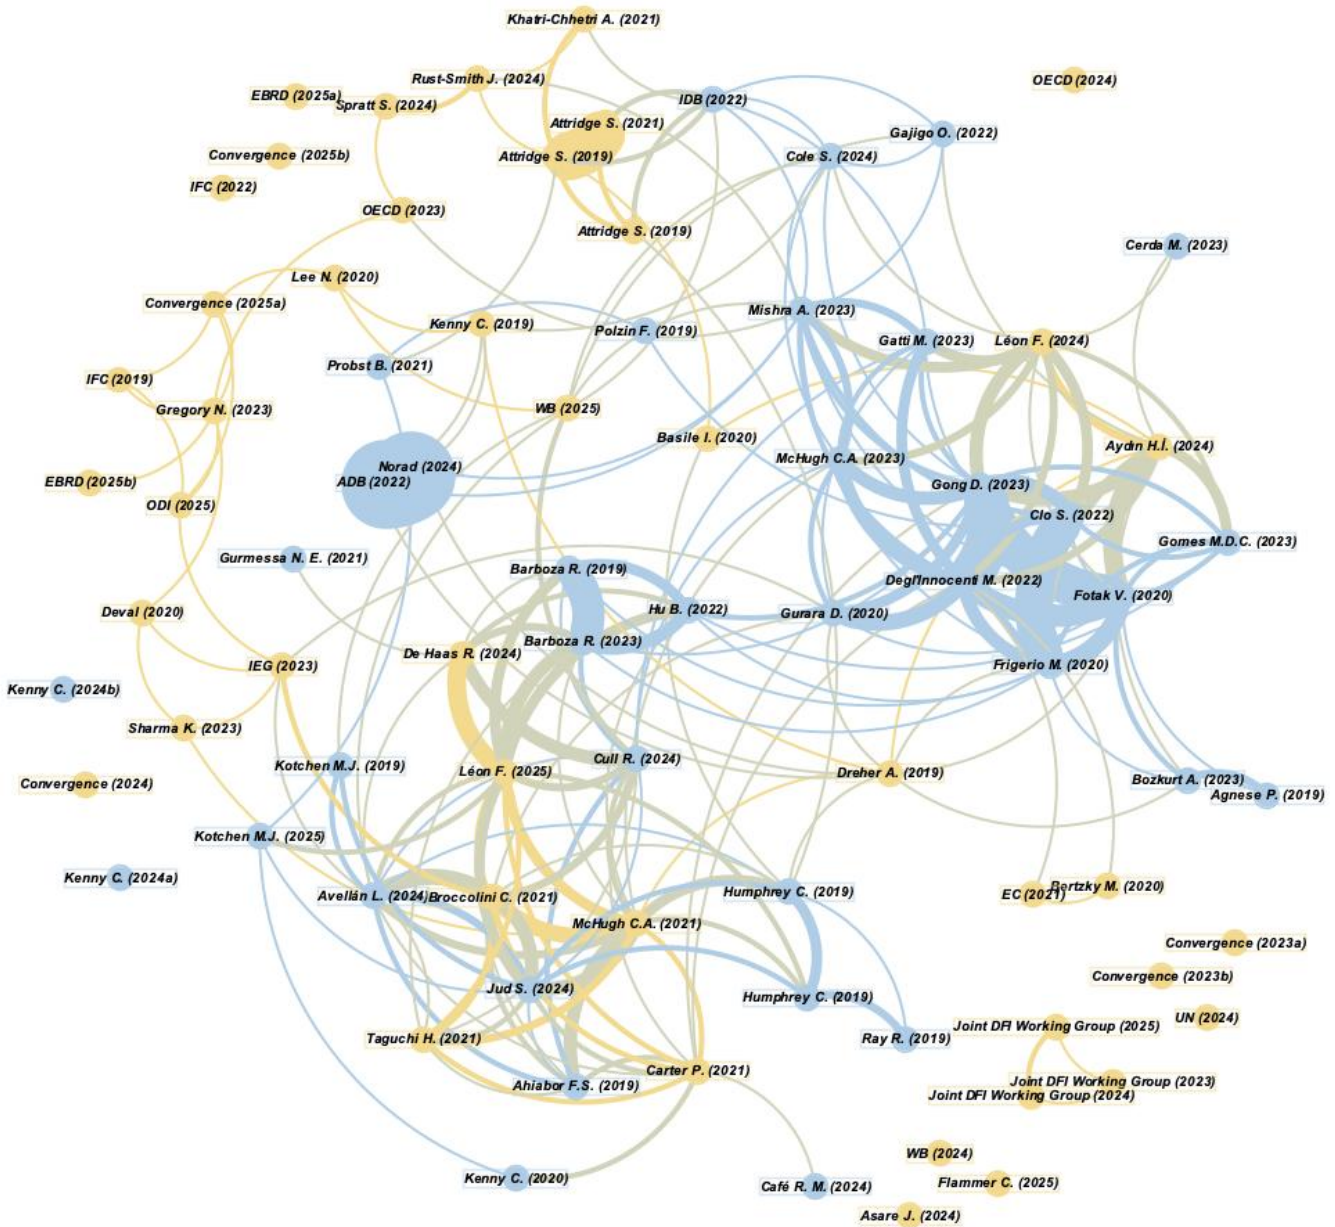 Khatri-Chhetri A. (2021)
Rust-Smith J. (2024)
OECD (2024)
EBRD (2025a)
Spratt S. (2024)
IDB (2022)
Attridge S. (2021)
Gajigo O. (2022)
Convergence (2025b)
Attridge S. (2019)
Cole S. (2024)
IFC (2022)
OECD (2023)
Attridge S. (2019)
Cerda M. (2023)
Lee N. (2020)
Convergence (2025a)
Mishra A. (2023)
Kenny C. (2019)
Polzin F. (2019)
Gatti M. (2023)
Léon F. (2024)
Probst B. (2021)
IFC (2019)
Gregory N. (2023)
WB (2025)
Basile I. (2020)
Aydın H.İ. (2024)
McHugh C.A. (2023)
Norad (2024)
ADB (2022)
EBRD (2025b)
Gong D. (2023)
ODI (2025)
Clo S. (2022)
Gomes M.D.C. (2023)
Gurmessa N. E. (2021)
Barboza R. (2019)
Degl'Innocenti M. (2022)
Fotak V. (2020)
Deval (2020)
Hu B. (2022)
Gurara D. (2020)
Barboza R. (2023)
De Haas R. (2024)
IEG (2023)
Frigerio M. (2020)
Kenny C. (2024b)
Sharma K. (2023)
Cull R. (2024)
Kotchen M.J. (2019)
Léon F. (2025)
Dreher A. (2019)
Convergence (2024)
Bozkurt A. (2023)
Agnese P. (2019)
Kotchen M.J. (2025)
Kenny C. (2024a)
Avellán L. (2024)
Broccolini C. (2021)
Humphrey C. (2019)
EC (2021)
Bertzky M. (2020)
McHugh C.A. (2021)
Convergence (2023a)
Convergence (2023b)
Jud S. (2024)
Humphrey C. (2019)
UN (2024)
Joint DFI Working Group (2025)
Taguchi H. (2021)
Ray R. (2019)
Carter P. (2021)
Joint DFI Working Group (2023)
Ahiabor F.S. (2019)
Joint DFI Working Group (2024)
WB (2024)
Kenny C. (2020)
Café R. M. (2024)
Flammer C. (2025)
Asare J. (2024)